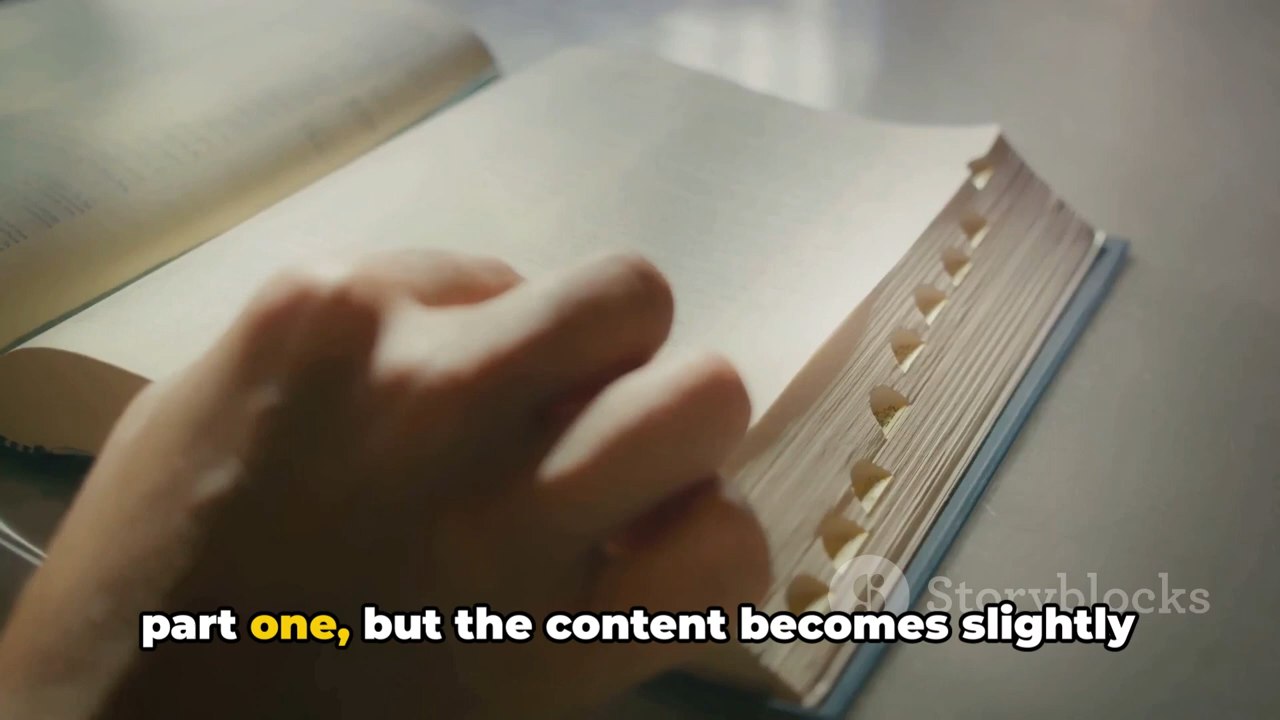 Storyblocks
part one, but the content becomes slightly